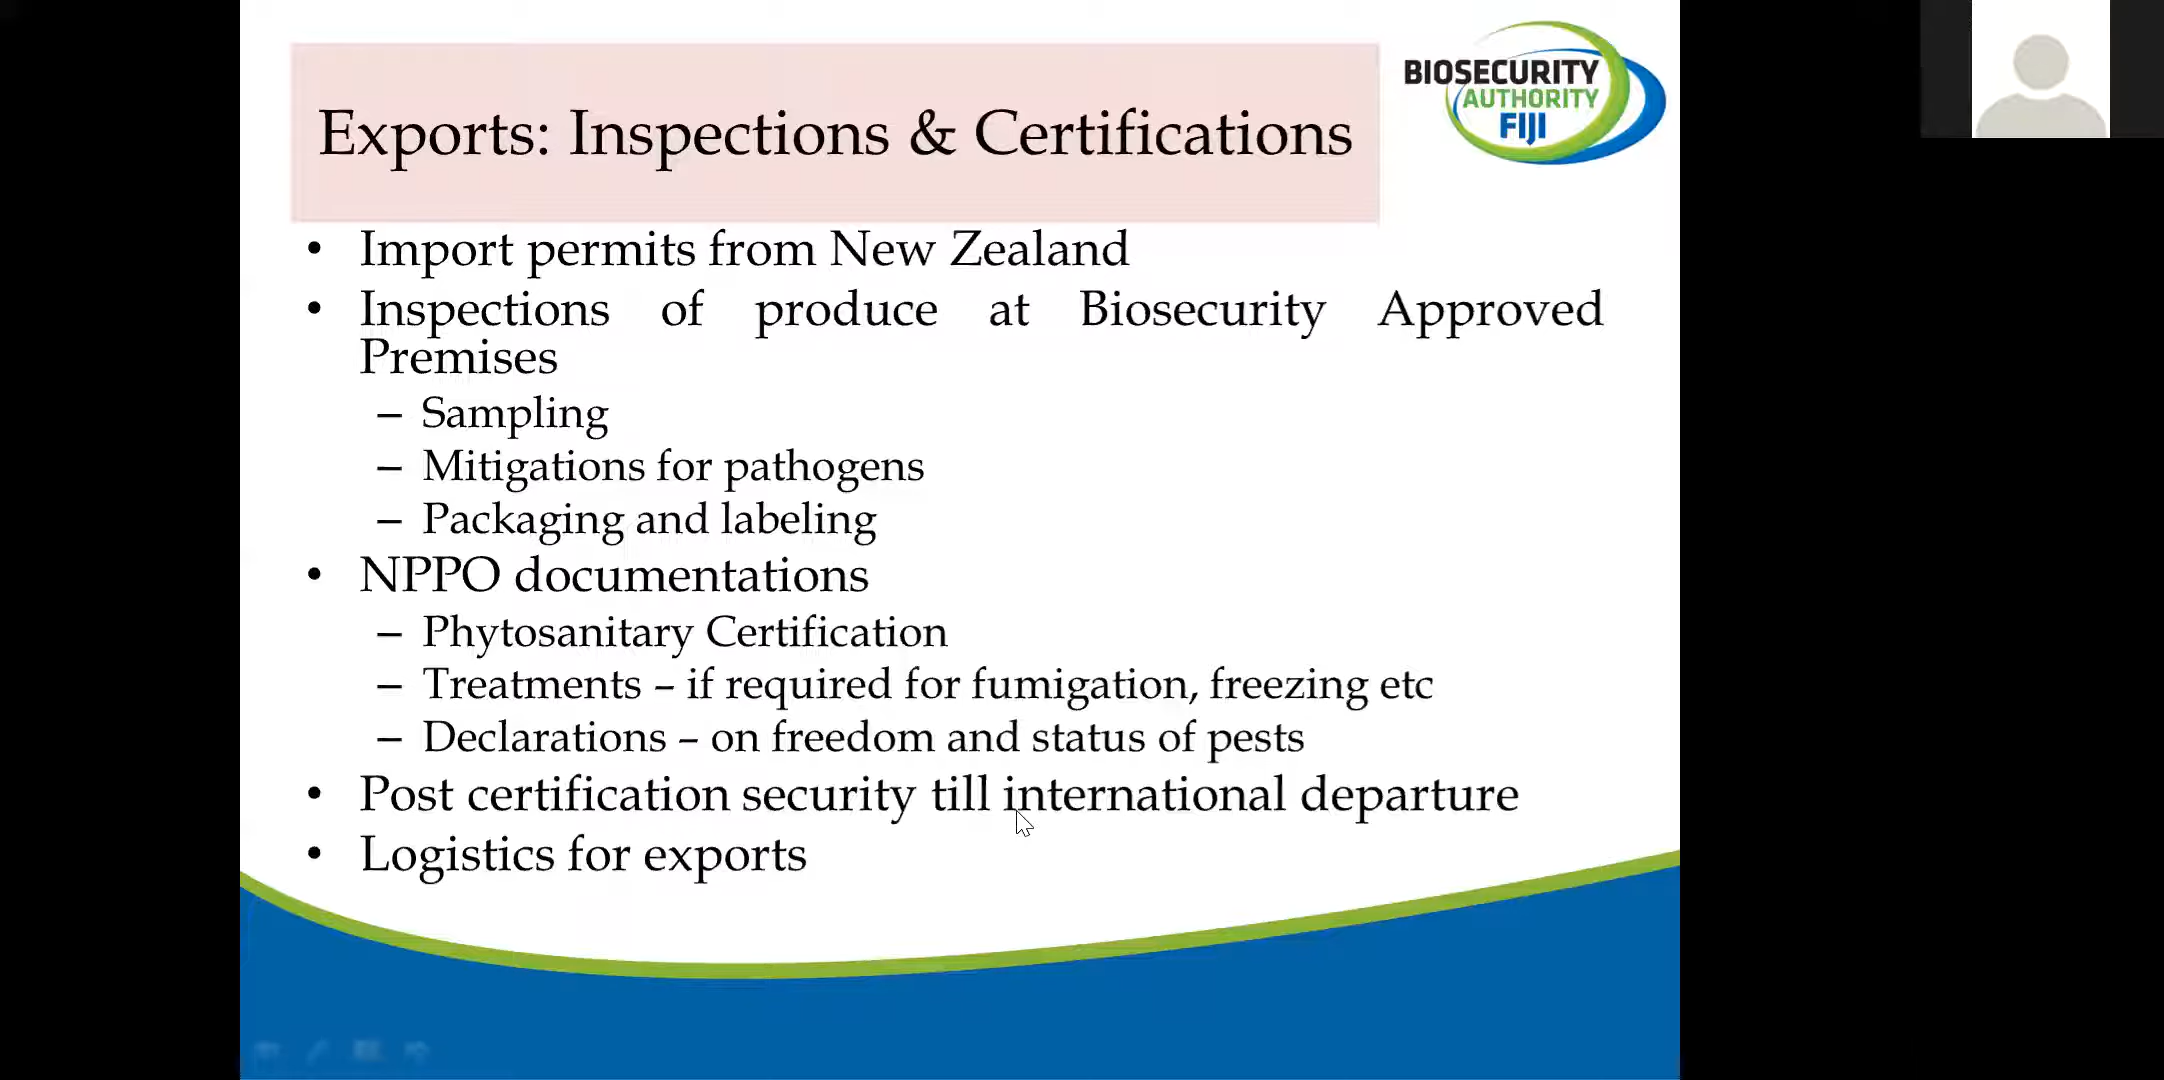 Exports: Inspections & Certifications
BIOSECURITY
AUTHORITY
FIJI
• Import permits from New Zealand
• Inspections of produce at Biosecurity Approved
Premises
– Sampling
– Mitigations for pathogens
– Packaging and labeling
• NPPO documentations
– Phytosanitary Certification
– Treatments – if required for fumigation, freezing etc
– Declarations – on freedom and status of pests
• Post certification security till international departure
• Logistics for exports